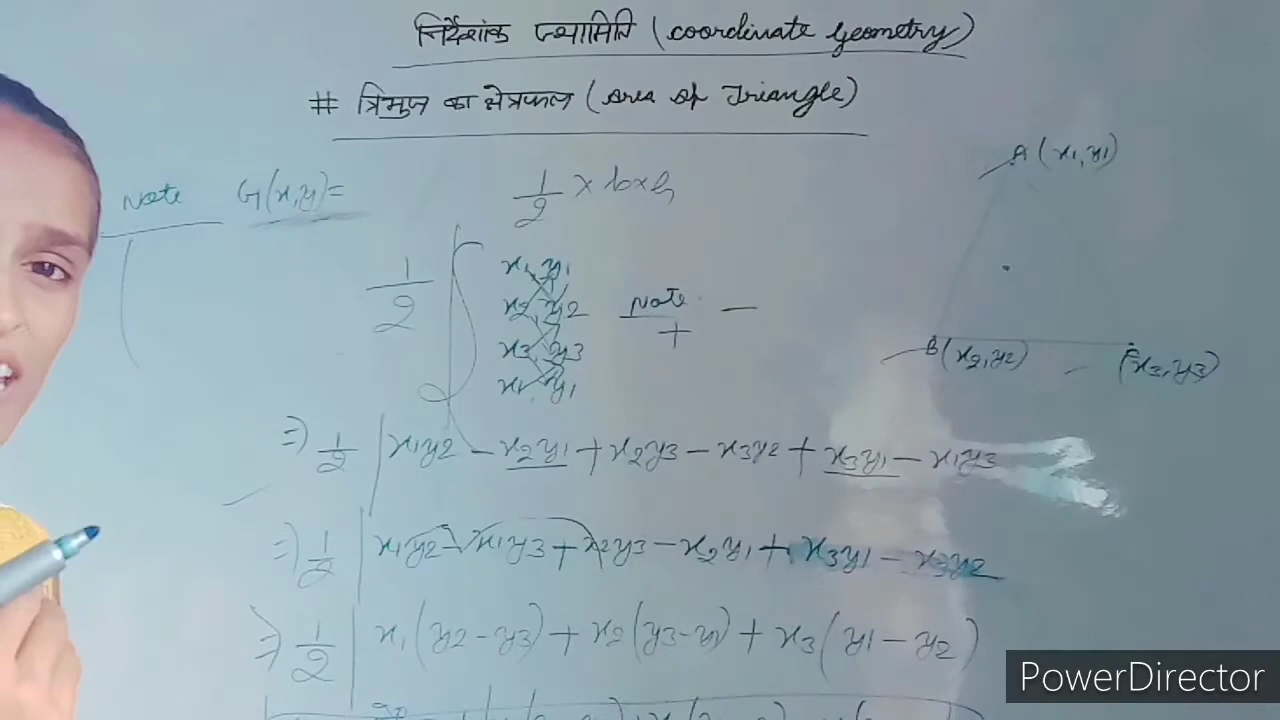 निर्देशांक ज्यामिति (coordinate Geometry)
# त्रिभुज का क्षेत्रफल (Area of Triangle)
A (x1, y1)
Note G(x,y)=
1/2 × b×h
1/2
x1 y1
x2 y2
x3 y3
x1 y1
Note
+ −
B(x2,y2)
(x3,y3)
=) 1/2 | x1y2 − x2y1 + x2y3 − x3y2 + x3y1 − x1y3
=) 1/2 | x1y2 − x1y3 + x2y3 − x2y1 + x3y1 − x3y2
=) 1/2 | x1(y2−y3) + x2(y3−y1) + x3(y1−y2)
PowerDirector